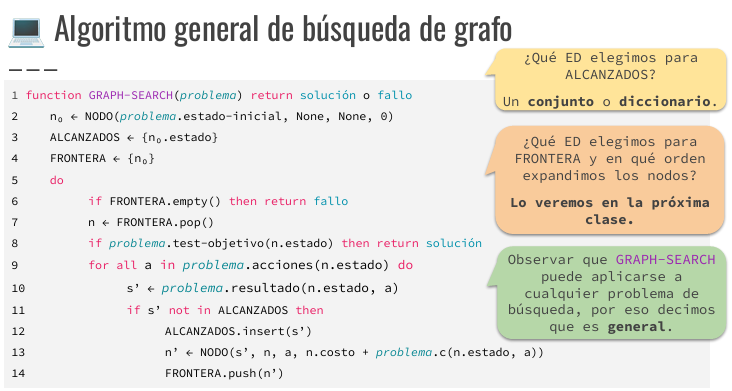 💻 Algoritmo general de búsqueda de grafo
1 function GRAPH-SEARCH(problema) return solución o fallo
2 n₀ ← NODO(problema.estado-inicial, None, None, 0)
3 ALCANZADOS ← {n₀.estado}
4 FRONTERA ← {n₀}
5 do
6 if FRONTERA.empty() then return fallo
7 n ← FRONTERA.pop()
8 if problema.test-objetivo(n.estado) then return solución
9 for all a in problema.acciones(n.estado) do
10 s’ ← problema.resultado(n.estado, a)
11 if s’ not in ALCANZADOS then
12 ALCANZADOS.insert(s’)
13 n’ ← NODO(s’, n, a, n.costo + problema.c(n.estado, a))
14 FRONTERA.push(n’)
¿Qué ED elegimos para
ALCANZADOS?
Un conjunto o diccionario.
¿Qué ED elegimos para
FRONTERA y en qué orden
expandimos los nodos?
Lo veremos en la próxima
clase.
Observar que GRAPH-SEARCH
puede aplicarse a
cualquier problema de
búsqueda, por eso decimos
que es general.